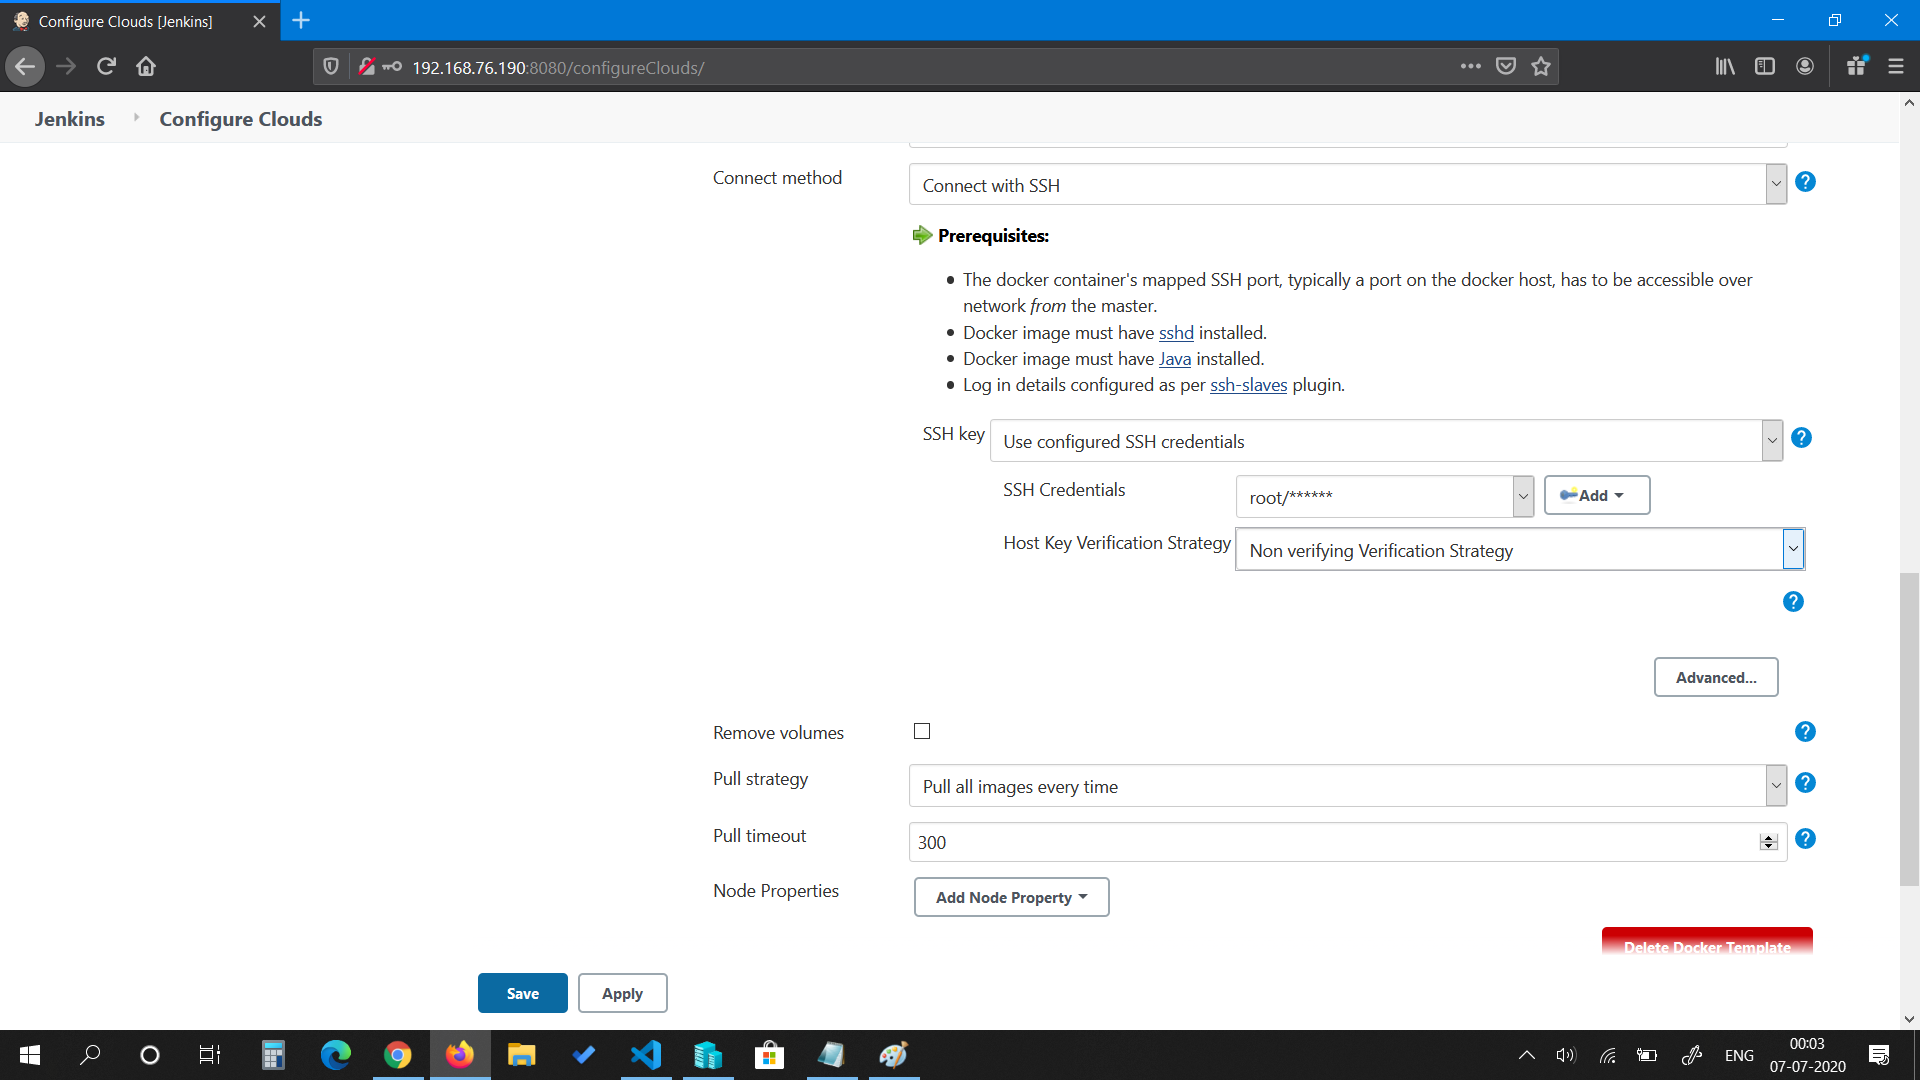 Configure Clouds [Jenkins]
192.168.76.190:8080/configureClouds/
Jenkins
Configure Clouds
Connect method
Connect with SSH
Prerequisites:
The docker container's mapped SSH port, typically a port on the docker host, has to be accessible over
network from the master.
Docker image must have sshd installed.
Docker image must have Java installed.
Log in details configured as per ssh-slaves plugin.
SSH key
Use configured SSH credentials
SSH Credentials
root/******
Add
Host Key Verification Strategy
Non verifying Verification Strategy
Advanced...
Remove volumes
Pull strategy
Pull all images every time
Pull timeout
300
Node Properties
Add Node Property
Delete Docker Template
Save
Apply
ENG
00:03
07-07-2020